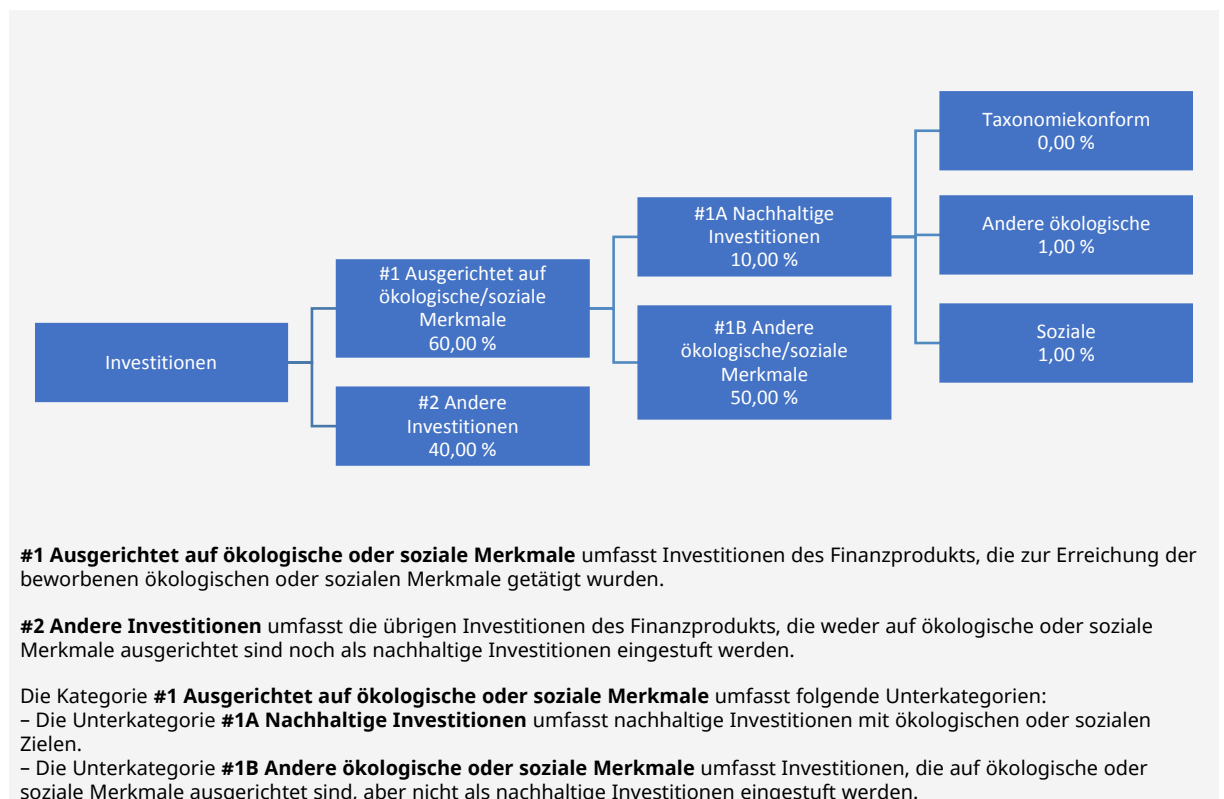 Taxonomiekonform
0,00 %
#1A Nachhaltige
Investitionen
10,00 %
Andere ökologische
1,00 %
#1 Ausgerichtet auf
ökologische/soziale
Merkmale
60,00 %
#1B Andere
ökologische/soziale
Merkmale
50,00 %
Soziale
1,00 %
Investitionen
#2 Andere
Investitionen
40,00 %
#1 Ausgerichtet auf ökologische oder soziale Merkmale umfasst Investitionen des Finanzprodukts, die zur Erreichung der
beworbenen ökologischen oder sozialen Merkmale getätigt wurden.
#2 Andere Investitionen umfasst die übrigen Investitionen des Finanzprodukts, die weder auf ökologische oder soziale
Merkmale ausgerichtet sind noch als nachhaltige Investitionen eingestuft werden.
Die Kategorie #1 Ausgerichtet auf ökologische oder soziale Merkmale umfasst folgende Unterkategorien:
– Die Unterkategorie #1A Nachhaltige Investitionen umfasst nachhaltige Investitionen mit ökologischen oder sozialen
Zielen.
– Die Unterkategorie #1B Andere ökologische oder soziale Merkmale umfasst Investitionen, die auf ökologische oder
soziale Merkmale ausgerichtet sind, aber nicht als nachhaltige Investitionen eingestuft werden.